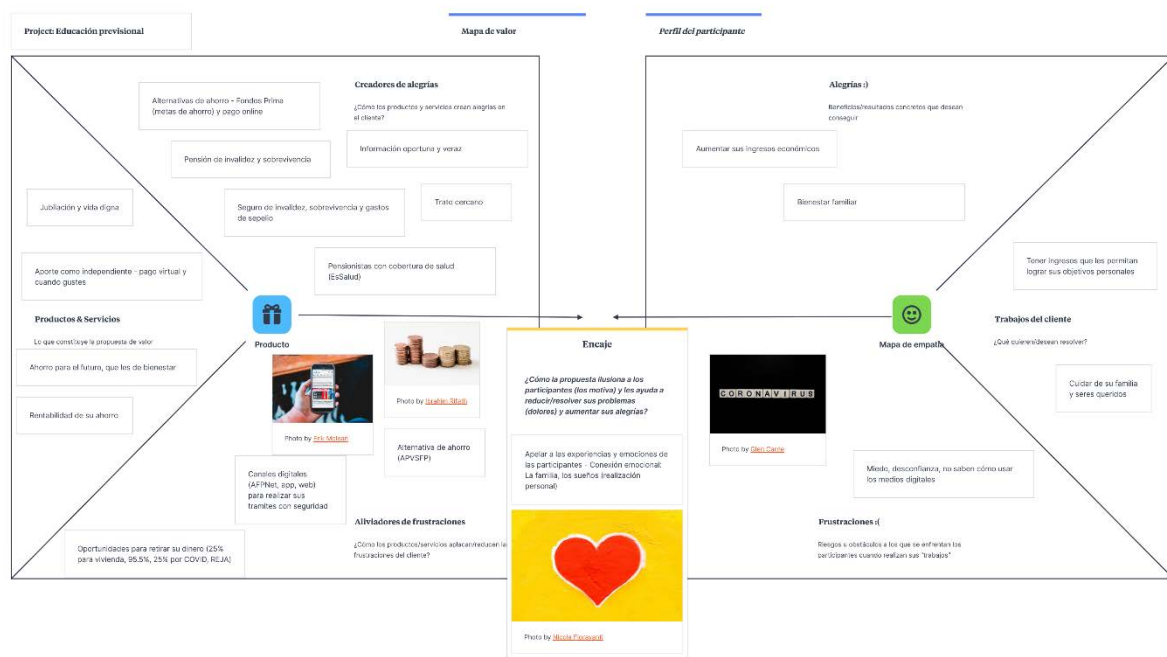 Project: Educación previsional
Mapa de valor
Perfil del participante
Creadores de alegrías
¿Cómo los productos y servicios crean alegrías en
el cliente?
Alternativas de ahorro - Fondos Prima
(metas de ahorro) y pago online
Información oportuna y veraz
Pensión de invalidez y sobrevivencia
Jubilación y vida digna
Seguro de invalidez, sobrevivencia y gastos
de sepelio
Trato cercano
Pensionistas con cobertura de salud
(EsSalud)
Aporte como independiente - pago virtual y
cuando gustes
Productos & Servicios
Lo que constituye la propuesta de valor
Ahorro para el futuro, que les de bienestar
Rentabilidad de su ahorro
Producto
Photo by Erik Mclean
Photo by
Canales digitales
(AFPNet, app, web)
para realizar sus
tramites con seguridad
Alternativa de ahorro
(APVSFP)
Oportunidades para retirar su dinero (25%
para vivienda, 95.5%, 25% por COVID, REJA)
Aliviadores de frustraciones
¿Cómo los productos/servicios aplacan/reducen la
frustraciones del cliente?
Encaje
¿Cómo la propuesta ilusiona a los
participantes (los motiva) y les ayuda a
reducir/resolver sus problemas
(dolores) y aumentar sus alegrías?
Apelar a las experiencias y emociones de
las participantes - Conexión emocional:
La familia, los sueños (realización
personal)
Photo by Nicola Fioravanti
Alegrías :)
Beneficios/resultados concretos que desean
conseguir
Aumentar sus ingresos económicos
Bienestar familiar
Tener ingresos que les permitan
lograr sus objetivos personales
Mapa de empatía
Trabajos del cliente
¿Qué quieren/desean resolver?
Cuidar de su familia
y seres queridos
CORONAVIRUS
Photo by Glen Carrie
Miedo, desconfianza, no saben cómo usar
los medios digitales
Frustraciones :(
Riesgos u obstáculos a los que se enfrentan los
participantes cuando realizan sus "trabajos"